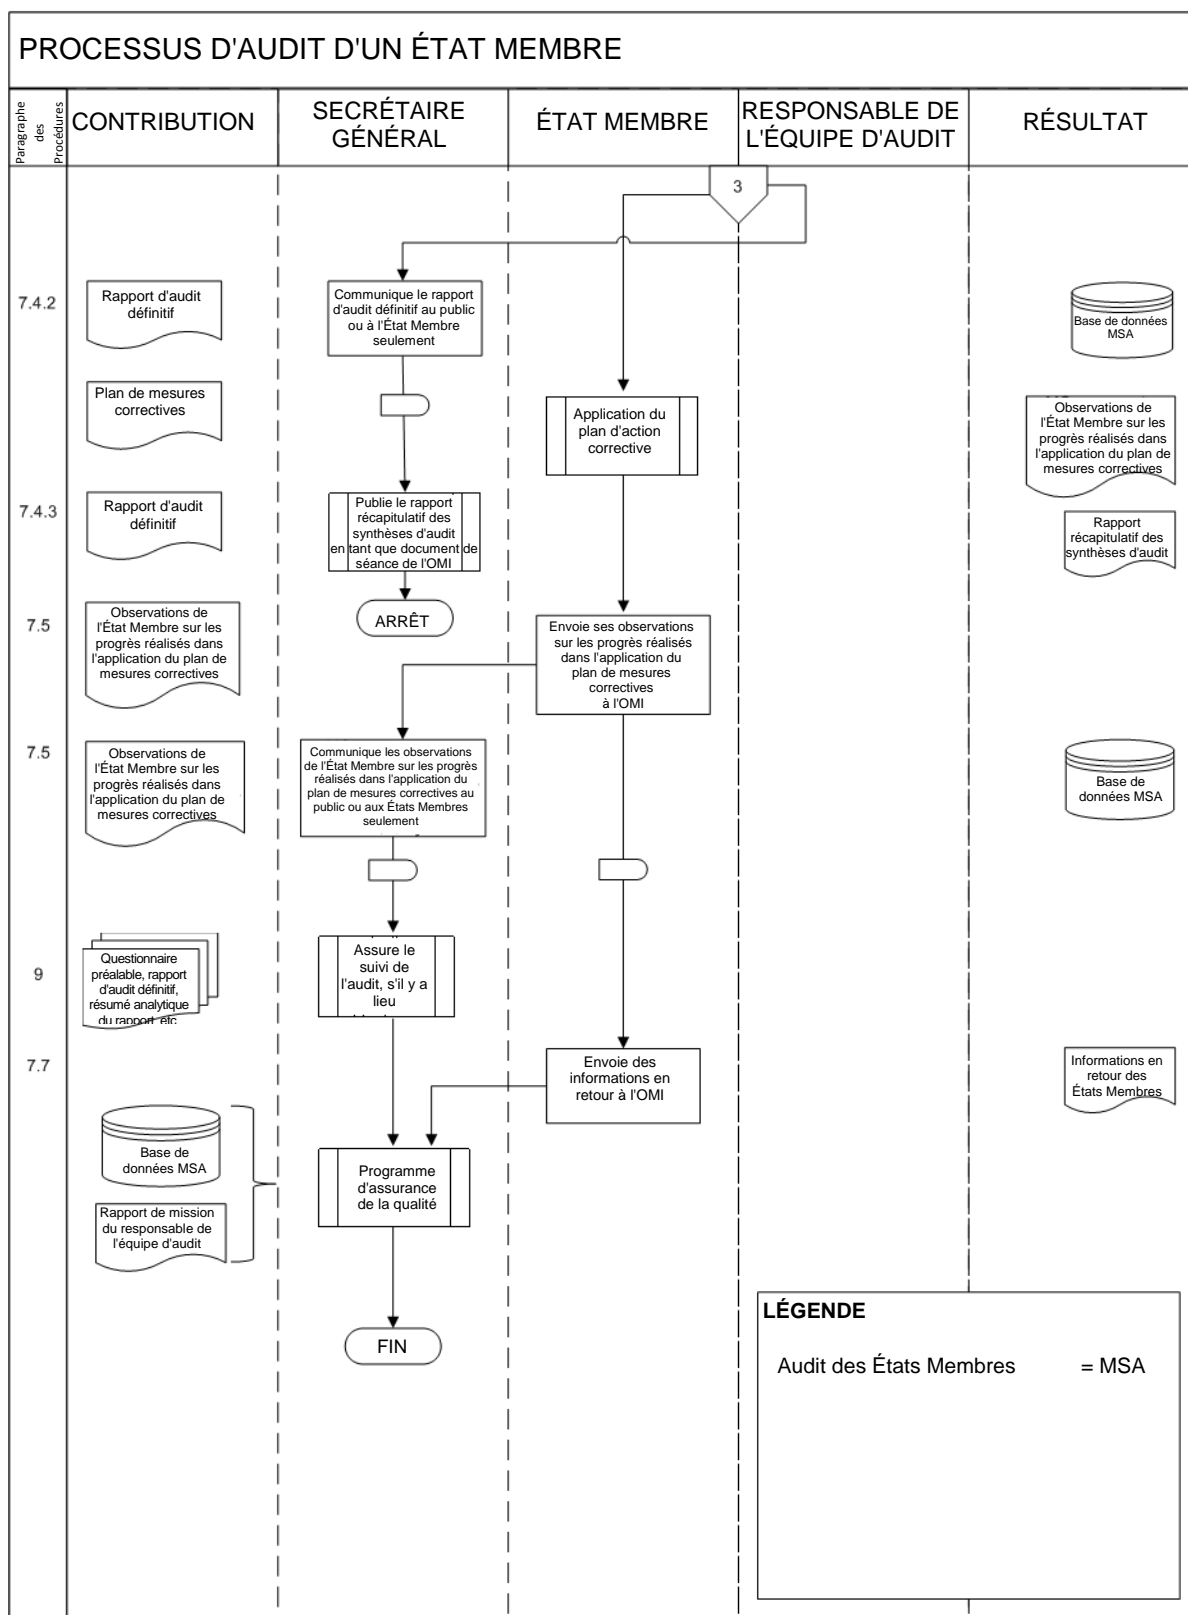 PROCESSUS D'AUDIT D'UN ÉTAT MEMBRE
Paragraphe
des
Procédures
CONTRIBUTION
SECRÉTAIRE
GÉNÉRAL
ÉTAT MEMBRE
RESPONSABLE DE
L'ÉQUIPE D'AUDIT
RÉSULTAT
3
7.4.2
Rapport d'audit
définitif
Communique le rapport
d'audit définitif au public
ou à l'État Membre
seulement
Base de données
MSA
Plan de mesures
correctives
Application du
plan d'action
corrective
Observations de
l'État Membre sur les
progrès réalisés dans
l'application du plan de
mesures correctives
7.4.3
Rapport d'audit
définitif
Publie le rapport
récapitulatif des
synthèses d'audit
en tant que document de
séance de l'OMI
Rapport
récapitulatif des
synthèses d'audit
ARRÊT
7.5
Observations de
l'État Membre sur les
progrès réalisés dans
l'application du plan de
mesures correctives
Envoie ses observations
sur les progrès réalisés
dans l'application du
plan de mesures
correctives
à l'OMI
7.5
Observations de
l'État Membre sur les
progrès réalisés dans
l'application du plan de
mesures correctives
Communique les observations
de l'État Membre sur les progrès
réalisés dans l'application du
plan de mesures correctives au
public ou aux États Membres
seulement
Base de
données MSA
9
Questionnaire
préalable, rapport
d'audit définitif,
résumé analytique
du rapport, etc
Assure le
suivi de
l'audit, s'il y a
lieu
7.7
Envoie des
informations en
retour à l'OMI
Informations en
retour des
États Membres
Base de
données MSA
Rapport de mission
du responsable de
l'équipe d'audit
Programme
d'assurance
de la qualité
FIN
LÉGENDE
Audit des États Membres = MSA